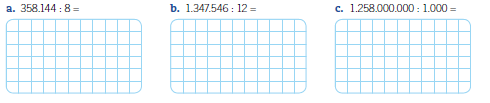 a. 358.144 : 8 =
b. 1.347.546 : 12 =
c. 1.258.000.000 : 1.000 =